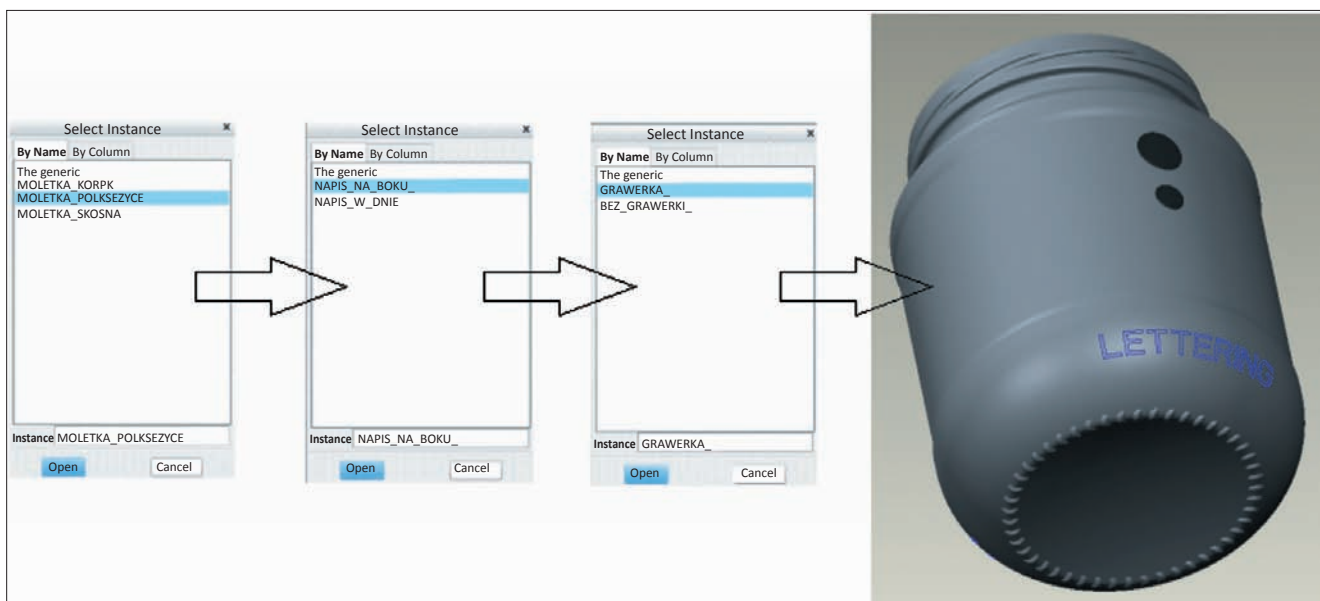 Select Instance x
By Name By Column
The generic
MOLETKA_KORPK
MOLETKA_POLKSEZYCE
MOLETKA_SKOSNA
Instance MOLETKA_POLKSEZYCE
Open Cancel
Select Instance x
By Name By Column
The generic
NAPIS_NA_BOKU_
NAPIS_W_DNIE
Instance NAPIS_NA_BOKU_
Open Cancel
Select Instance x
By Name By Column
The generic
GRAWERKA_
BEZ_GRAWERKI_
Instance GRAWERKA_
Open Cancel
LETTERING